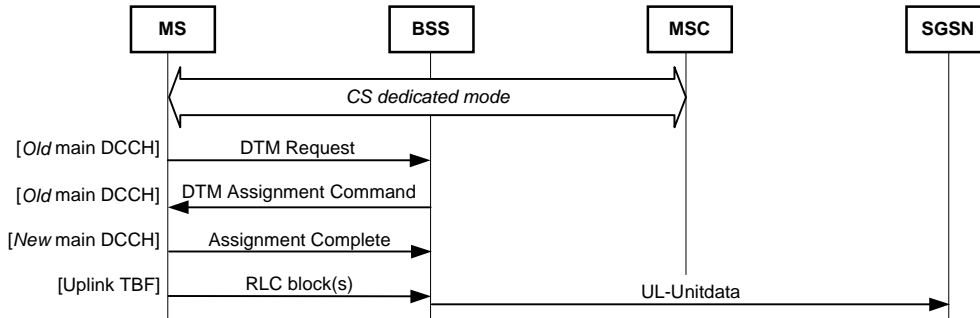 MS BSS MSC SGSN
CS dedicated mode
[Old main DCCH] DTM Request
[Old main DCCH] DTM Assignment Command
[New main DCCH] Assignment Complete
[Uplink TBF] RLC block(s) UL-Unitdata